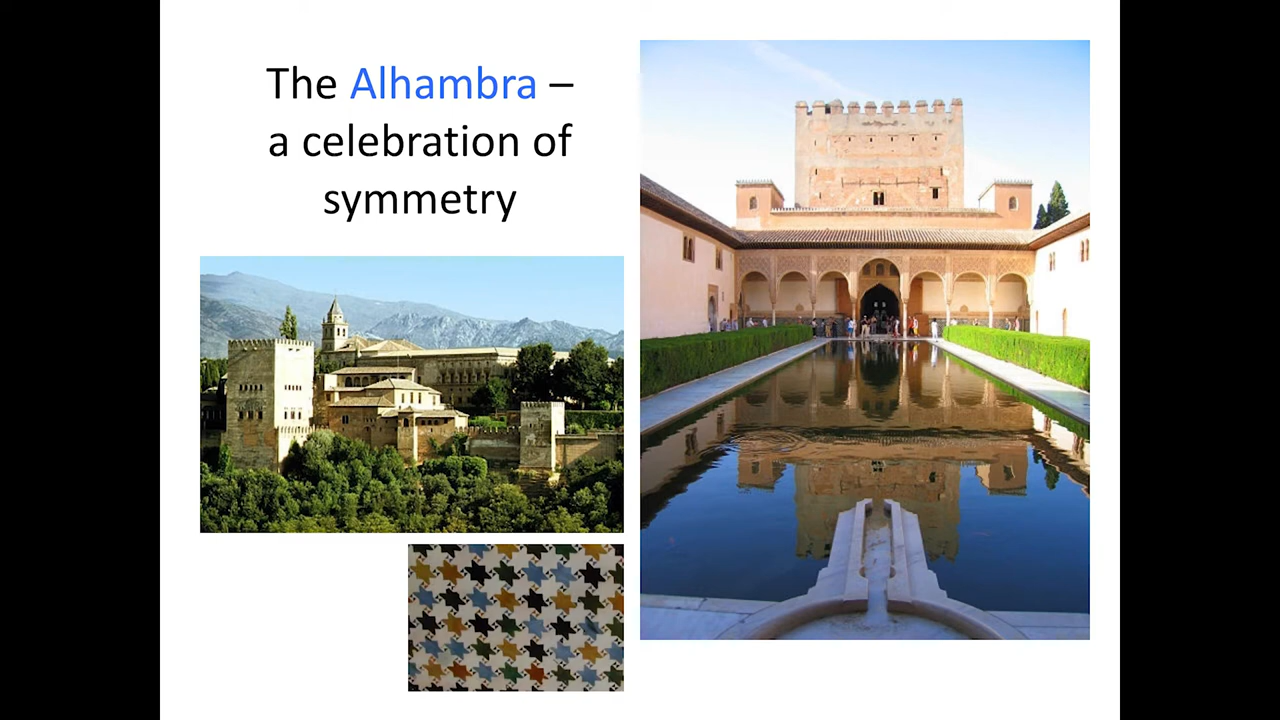 The Alhambra –
a celebration of
symmetry